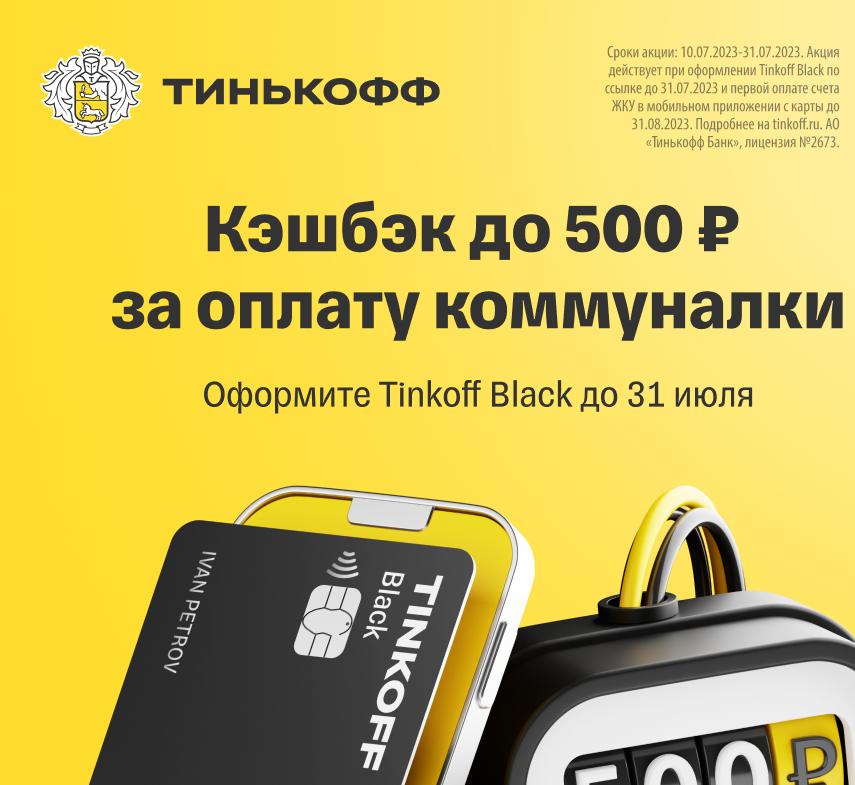 ТИНЬКОФФ
Сроки акции: 10.07.2023-31.07.2023. Акция
действует при оформлении Tinkoff Black по
ссылке до 31.07.2023 и первой оплате счета
ЖКУ в мобильном приложении с карты до
31.08.2023. Подробнее на tinkoff.ru. АО
«Тинькофф Банк», лицензия №2673.
Кэшбэк до 500 ₽
за оплату коммуналки
Оформите Tinkoff Black до 31 июля
TINKOFF
Black
IVAN PETROV
500 ₽